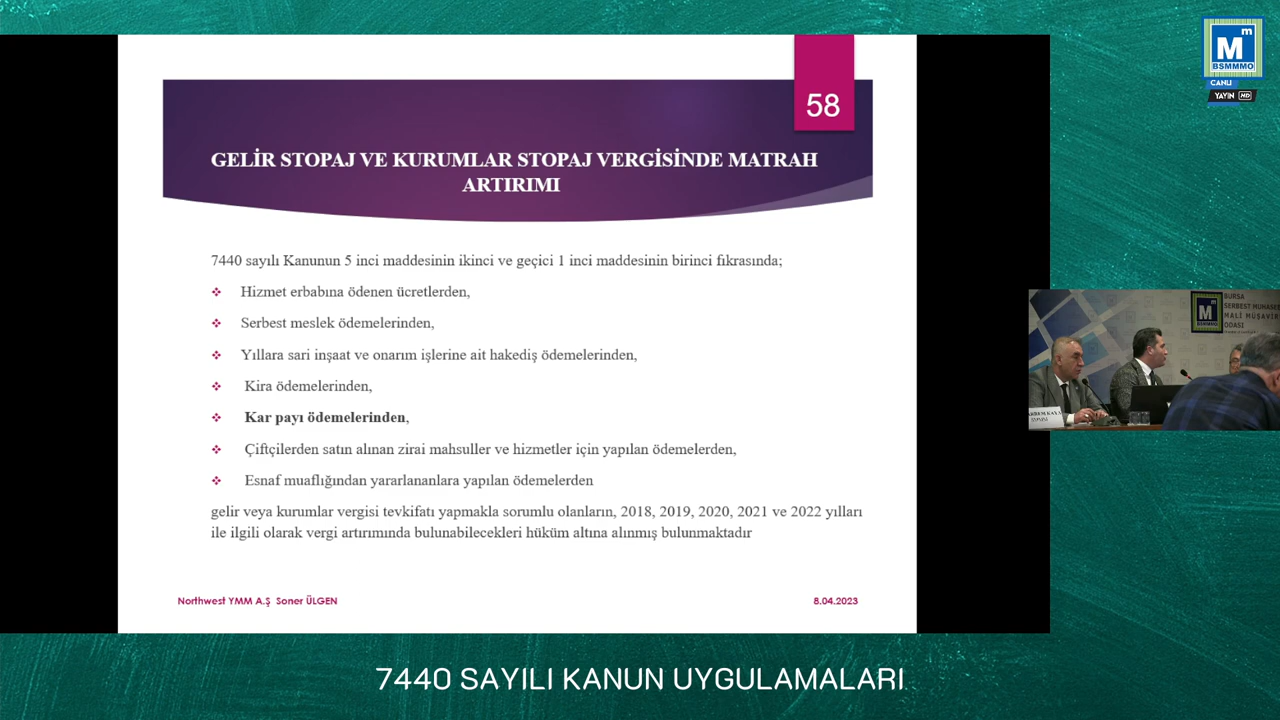 M m
BSMMMO
CANLI
YAYIN HD
58
GELİR STOPAJ VE KURUMLAR STOPAJ VERGİSİNDE MATRAH
ARTIRIMI
7440 sayılı Kanunun 5 inci maddesinin ikinci ve geçici 1 inci maddesinin birinci fıkrasında;
Hizmet erbabına ödenen ücretlerden,
Serbest meslek ödemelerinden,
Yıllara sari inşaat ve onarım işlerine ait hakediş ödemelerinden,
Kira ödemelerinden,
Kar payı ödemelerinden,
Çiftçilerden satın alınan zirai mahsuller ve hizmetler için yapılan ödemelerden,
Esnaf muaflığından yararlananlara yapılan ödemelerden
gelir veya kurumlar vergisi tevkifatı yapmakla sorumlu olanların, 2018, 2019, 2020, 2021 ve 2022 yılları
ile ilgili olarak vergi artırımında bulunabilecekleri hüküm altına alınmış bulunmaktadır
Northwest YMM A.Ş Soner ÜLGEN
8.04.2023
BURSA
SERBEST MUHASE
MALİ MÜŞAVİR
ODASI
7440 SAYILI KANUN UYGULAMALARI